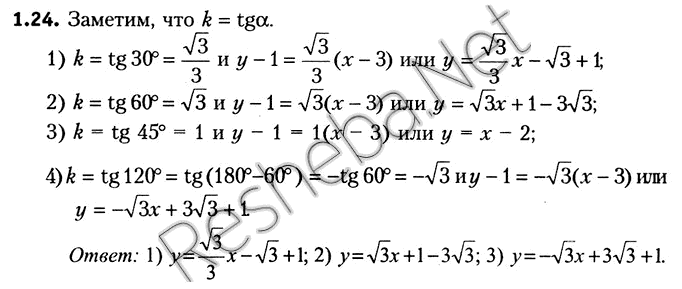 1.24. Заметим, что k = tgα.
1) k = tg 30° = √3/3 и y − 1 = √3/3 (x − 3) или y = √3/3 x − √3 + 1;
2) k = tg 60° = √3 и y − 1 = √3(x − 3) или y = √3x + 1 − 3√3;
3) k = tg 45° = 1 и y − 1 = 1(x − 3) или y = x − 2;
4) k = tg 120° = tg (180°−60°) = −tg 60° = −√3 и y − 1 = −√3(x − 3) или
y = −√3x + 3√3 + 1.
Ответ: 1) y = √3/3 x − √3 + 1; 2) y = √3x + 1 − 3√3; 3) y = −√3x + 3√3 + 1.
Resheba.Net